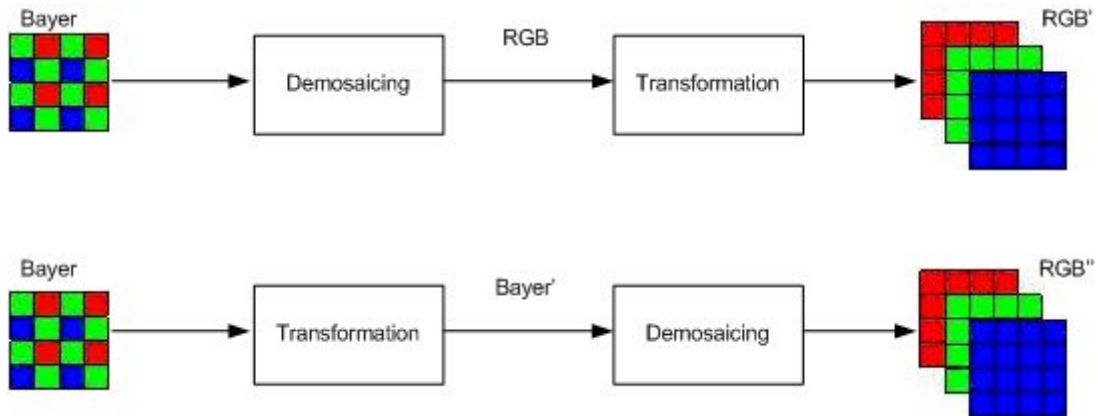 Bayer
Demosaicing
RGB
Transformation
RGB'
Bayer
Transformation
Bayer'
Demosaicing
RGB"